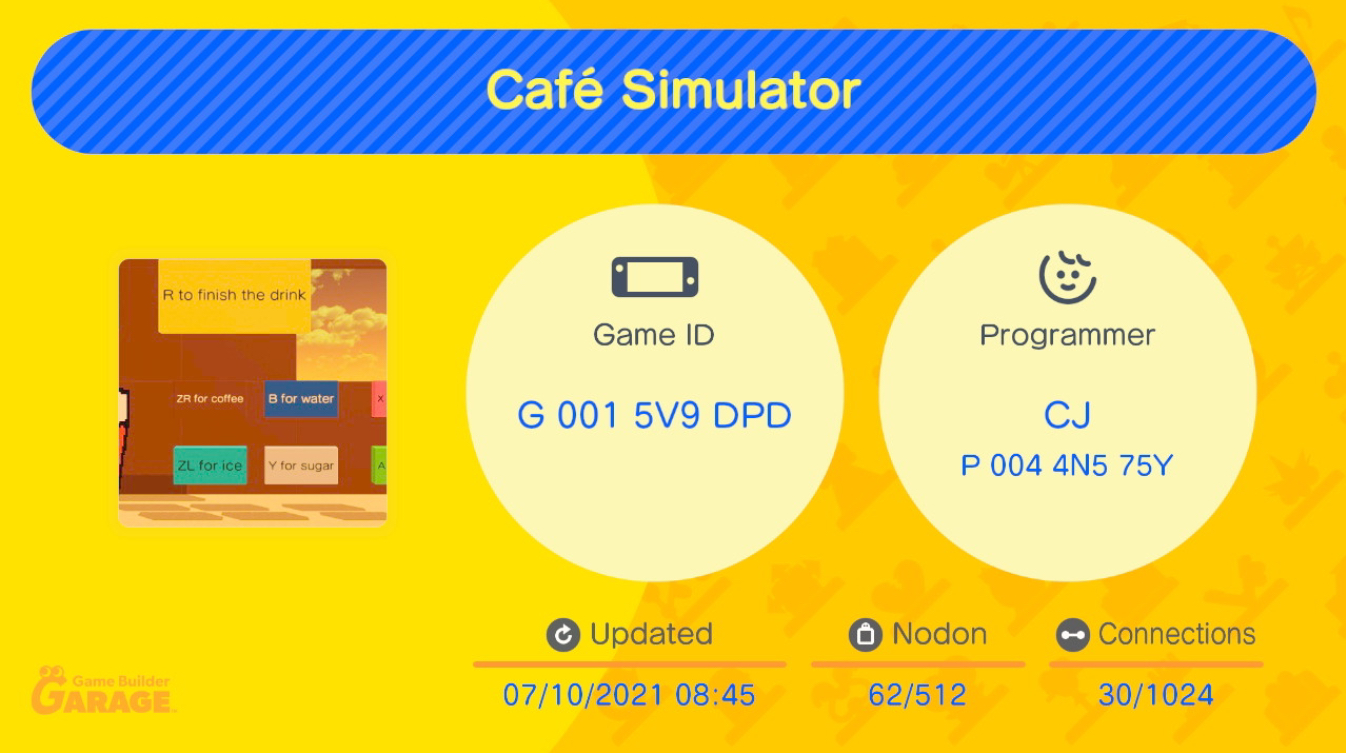 Café Simulator
R to finish the drink
ZR for coffee
B for water
X
ZL for ice
Y for sugar
A
Game ID
G 001 5V9 DPD
Programmer
CJ
P 004 4N5 75Y
Updated
07/10/2021 08:45
Nodon
62/512
Connections
30/1024
Game Builder
GARAGE